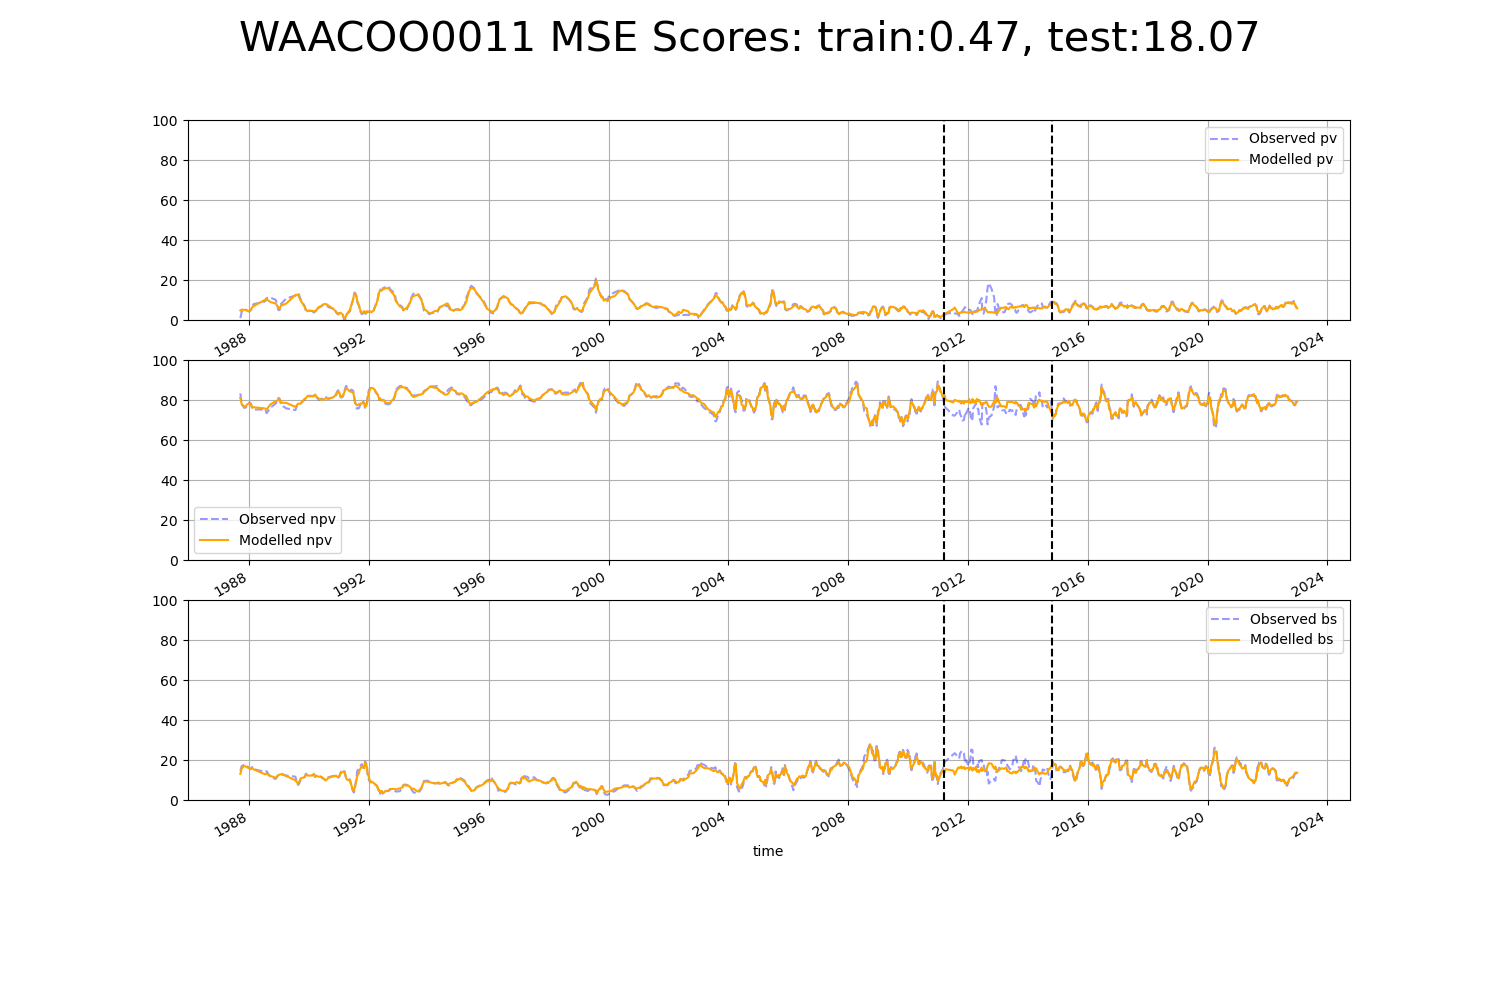 WAACOO0011 MSE Scores: train:0.47, test:18.07
100
80
60
40
20
0
Observed pv
Modelled pv
1988 1992 1996 2000 2004 2008 2012 2016 2020 2024
100
80
60
40
20
0
Observed npv
Modelled npv
1988 1992 1996 2000 2004 2008 2012 2016 2020 2024
100
80
60
40
20
0
Observed bs
Modelled bs
1988 1992 1996 2000 2004 2008 2012 2016 2020 2024
time